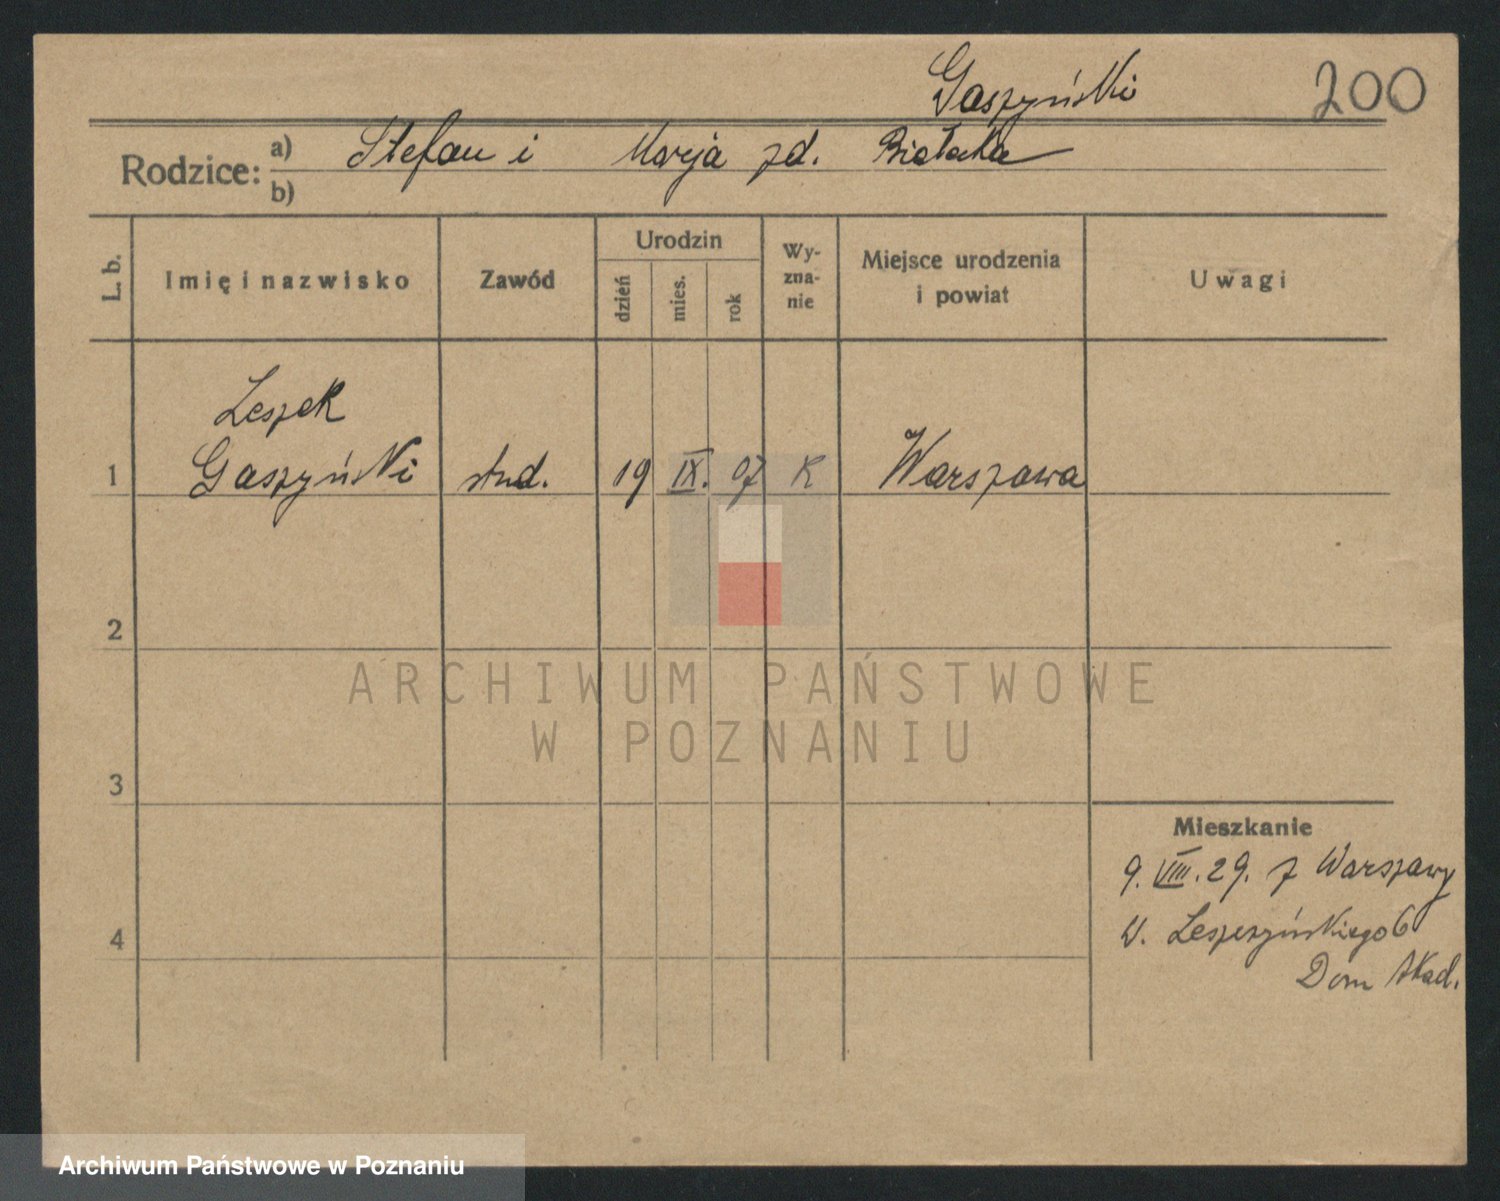 Gaszyński 200
Rodzice: a) Stefan i Marja zd. Białecka
b)
L. b. Imię i nazwisko Zawód Urodzin dzień mies. rok Wy-zna-nie Miejsce urodzenia i powiat Uwagi
Leszek
1 Gaszyński stud. 19 IX. 07 K Warszawa
2
ARCHIWUM PAŃSTWOWE
W POZNANIU
3
Mieszkanie
9. VIII. 29. z Warszawy
4 W. Leszczyńskiego 6
Dom Akad.
Archiwum Państwowe w Poznaniu